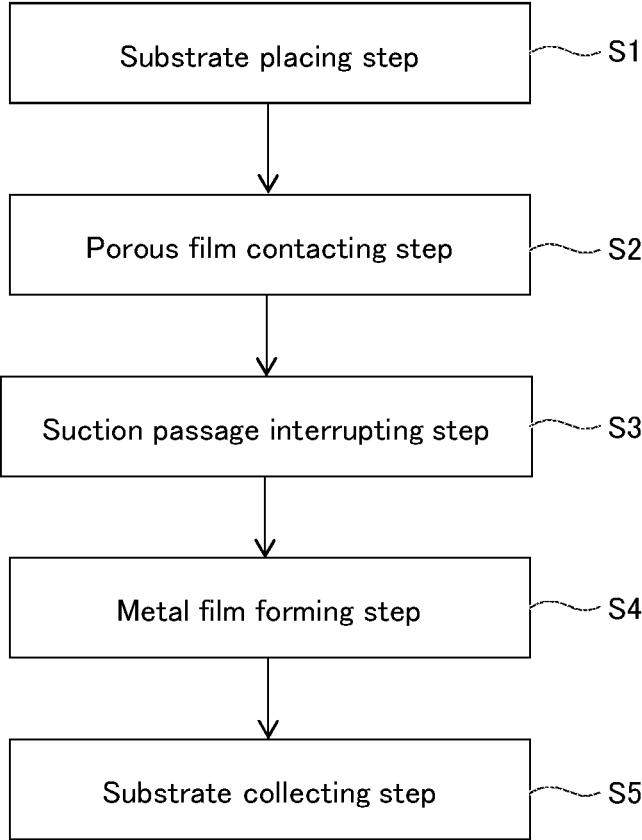 Substrate placing step
S1
Porous film contacting step
S2
Suction passage interrupting step
S3
Metal film forming step
S4
Substrate collecting step
S5